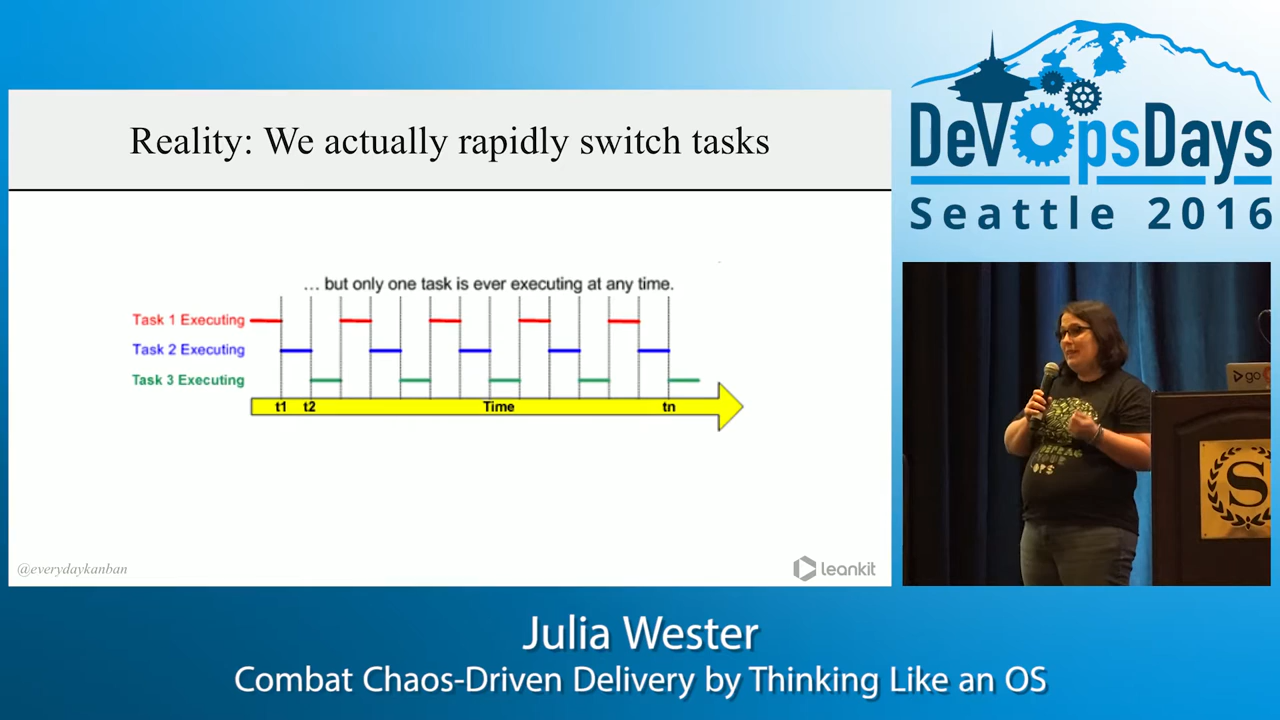 Reality: We actually rapidly switch tasks
... but only one task is ever executing at any time.
Task 1 Executing
Task 2 Executing
Task 3 Executing
t1 t2 Time tn
@everydaykanban
leankit
DevOpsDays
Seattle 2016
go
S
OPS
Julia Wester
Combat Chaos-Driven Delivery by Thinking Like an OS